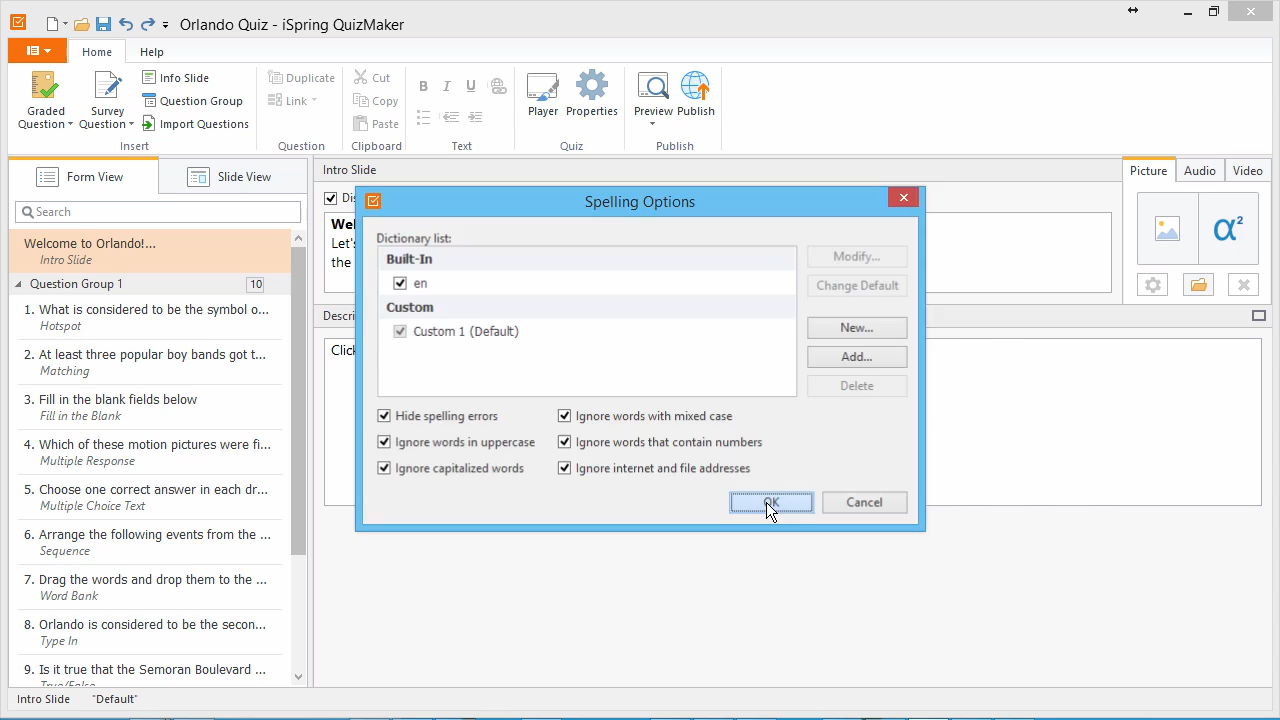 Orlando Quiz - iSpring QuizMaker
Home
Help
Graded Question
Survey Question
Info Slide
Question Group
Import Questions
Insert
Duplicate
Link
Question
Cut
Copy
Paste
Clipboard
B I U
Text
Player
Properties
Quiz
Preview
Publish
Publish
Form View
Slide View
Search
Welcome to Orlando!...
Intro Slide
Question Group 1
10
1. What is considered to be the symbol o...
Hotspot
2. At least three popular boy bands got t...
Matching
3. Fill in the blank fields below
Fill in the Blank
4. Which of these motion pictures were fi...
Multiple Response
5. Choose one correct answer in each dr...
Multiple Choice Text
6. Arrange the following events from the ...
Sequence
7. Drag the words and drop them to the ...
Word Bank
8. Orlando is considered to be the secon...
Type In
9. Is it true that the Semoran Boulevard ...
True/False
Intro Slide
"Default"
Intro Slide
Dis
Wel
Let's
the
Descri
Click
Picture
Audio
Video
α²
Spelling Options
Dictionary list:
Built-In
en
Custom
Custom 1 (Default)
Modify...
Change Default
New...
Add...
Delete
Hide spelling errors
Ignore words with mixed case
Ignore words in uppercase
Ignore words that contain numbers
Ignore capitalized words
Ignore internet and file addresses
OK
Cancel